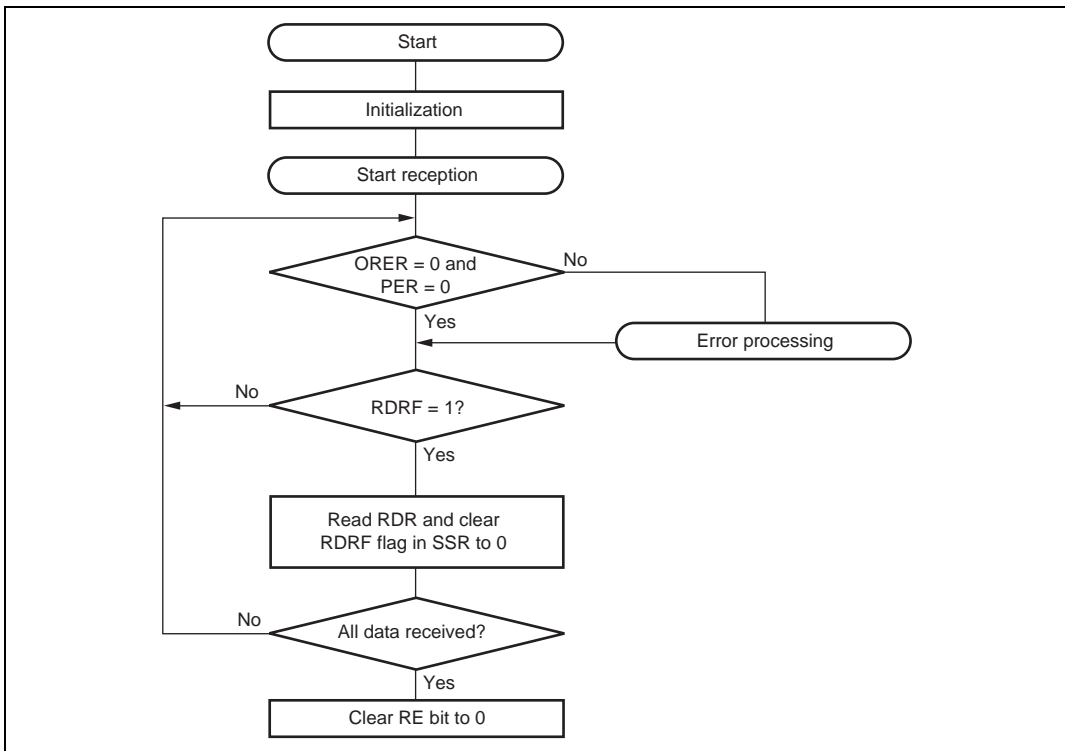 Start
Initialization
Start reception
ORER = 0 and
PER = 0
No
Yes
Error processing
No
RDRF = 1?
Yes
Read RDR and clear
RDRF flag in SSR to 0
No
All data received?
Yes
Clear RE bit to 0